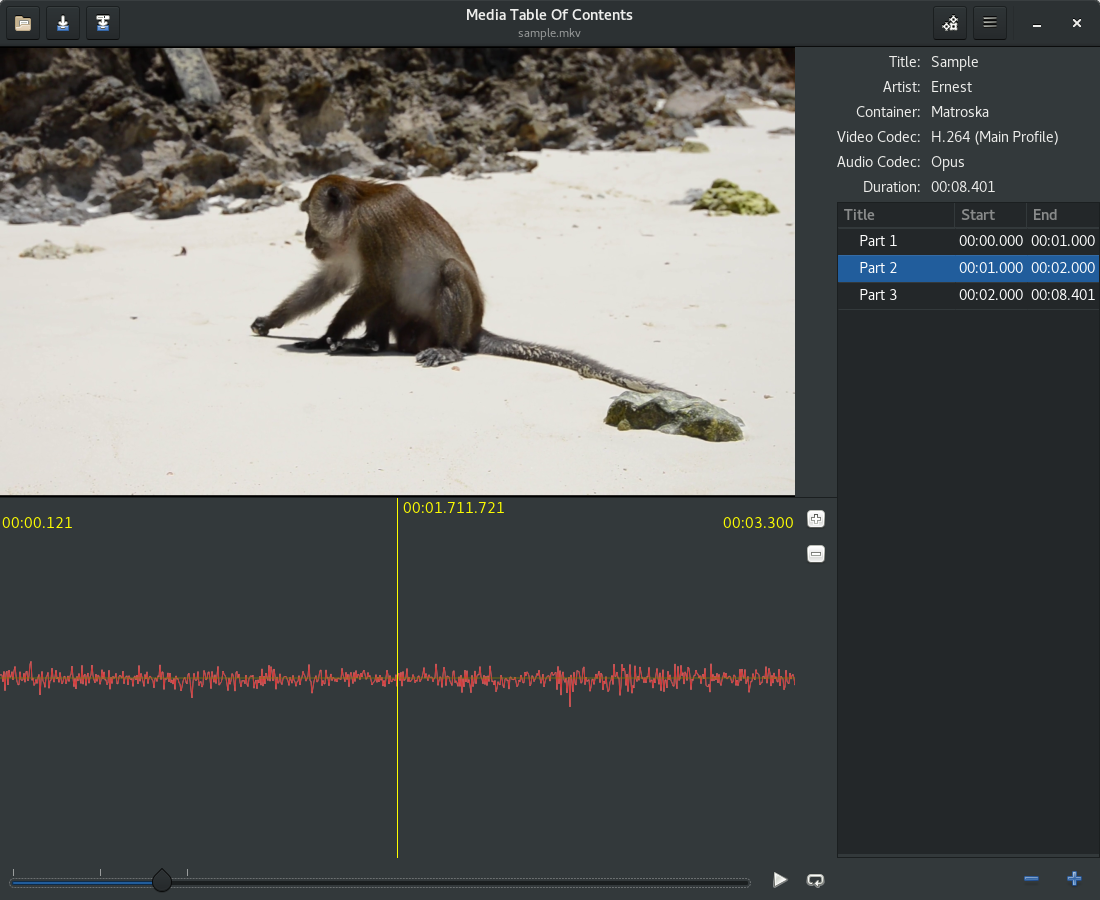 Media Table Of Contents
sample.mkv
Title: Sample
Artist: Ernest
Container: Matroska
Video Codec: H.264 (Main Profile)
Audio Codec: Opus
Duration: 00:08.401
Title Start End
Part 1 00:00.000 00:01.000
Part 2 00:01.000 00:02.000
Part 3 00:02.000 00:08.401
00:01.711.721
00:00.121 00:03.300